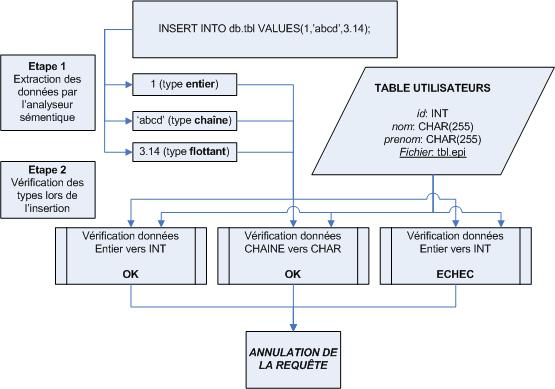 INSERT INTO db.tbl VALUES(1,'abcd',3.14);
Etape 1
Extraction des
données par
l'analyseur
sémentique
1 (type entier)
'abcd' (type chaîne)
3.14 (type flottant)
TABLE UTILISATEURS
id: INT
nom: CHAR(255)
prenom: CHAR(255)
Fichier: tbl.epi
Etape 2
Vérification des
types lors de
l'insertion
Vérification données
Entier vers INT
OK
Vérification données
CHAINE vers CHAR
OK
Vérification données
Entier vers INT
ECHEC
ANNULATION DE
LA REQUÊTE